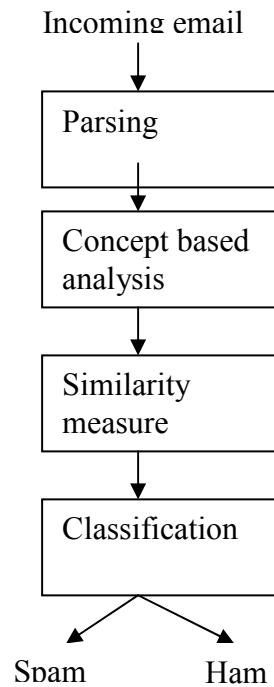 Incoming email
Parsing
Concept based
analysis
Similarity
measure
Classification
Spam
Ham